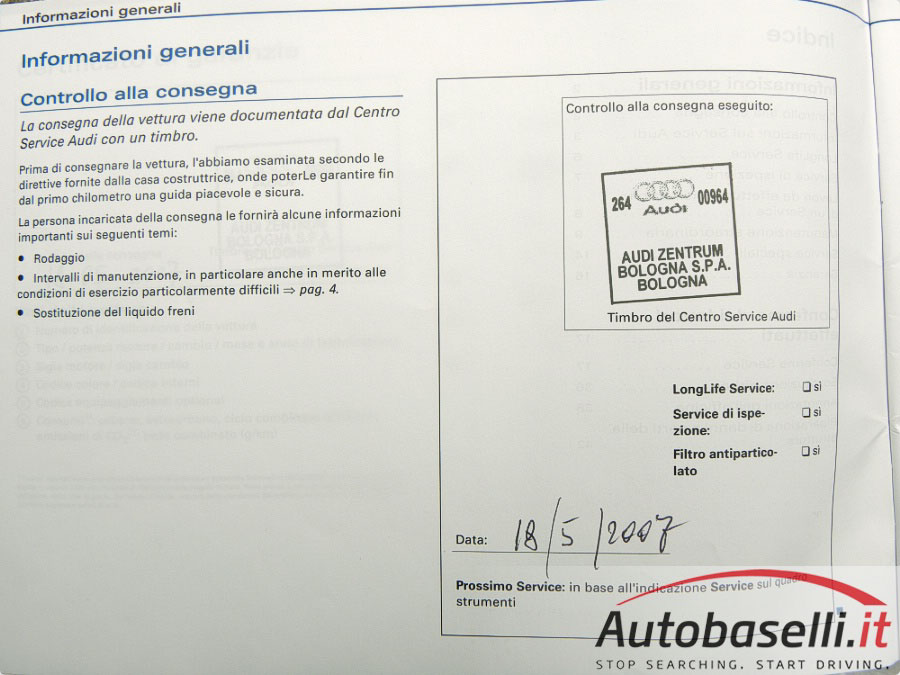 Informazioni generali
Informazioni generali
Controllo alla consegna
La consegna della vettura viene documentata dal Centro
Service Audi con un timbro.
Prima di consegnare la vettura, l'abbiamo esaminata secondo le
direttive fornite dalla casa costruttrice, onde poterLe garantire fin
dal primo chilometro una guida piacevole e sicura.
La persona incaricata della consegna le fornirà alcune informazioni
importanti sui seguenti temi:
• Rodaggio
• Intervalli di manutenzione, in particolare anche in merito alle
condizioni di esercizio particolarmente difficili ⇒ pag. 4.
• Sostituzione del liquido freni
Controllo alla consegna eseguito:
264 Audi 00964
AUDI ZENTRUM
BOLOGNA S.P.A.
BOLOGNA
Timbro del Centro Service Audi
LongLife Service: ❑ sì
Service di ispe- ❑ sì
zione:
Filtro antipartico- ❑ sì
lato
Data: 18/5/2007
Prossimo Service: in base all'indicazione Service sul quadro
strumenti
Autobaselli.it
STOP SEARCHING. START DRIVING.